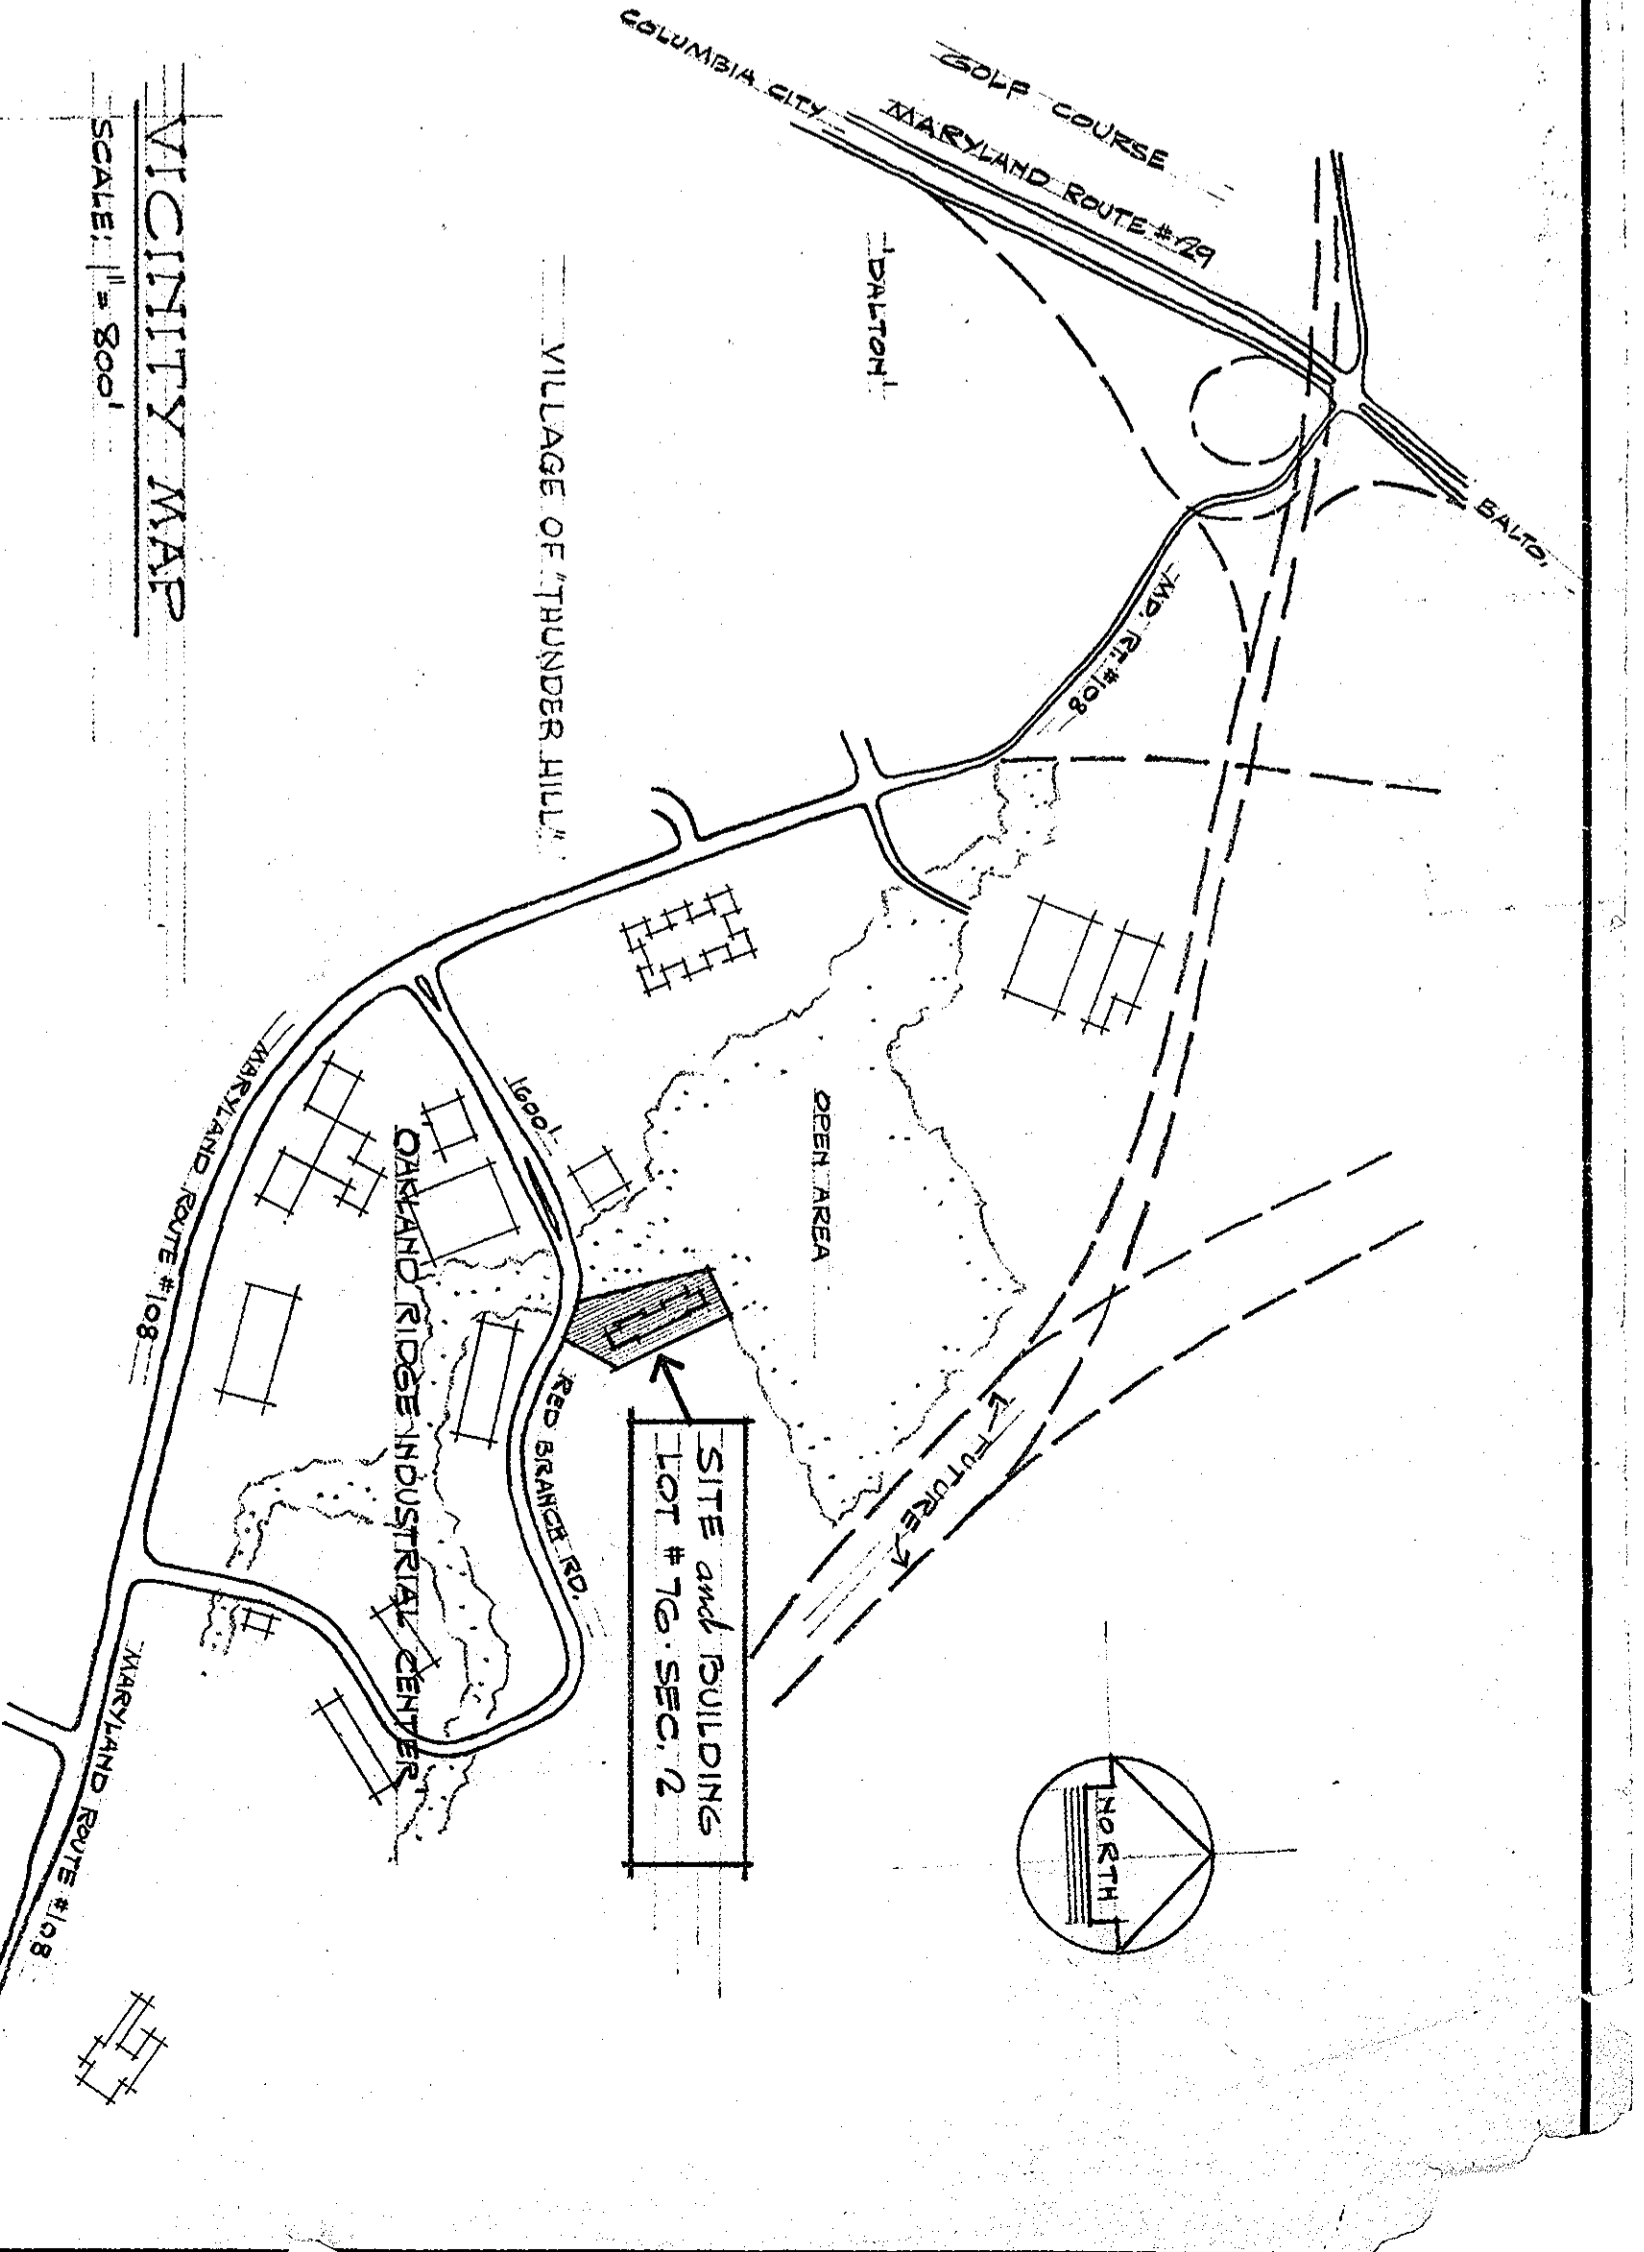 GOLF COURSE
MARYLAND ROUTE #29
COLUMBIA CITY
BALTO.
'DALTON'
MD. RT. #108
VILLAGE OF "THUNDER HILL"
OPEN AREA
FUTURE
1600'
RED BRANCH RD.
SITE and BUILDING
LOT #76. SEC. 2
OAKLAND RIDGE INDUSTRIAL CENTER
MARYLAND ROUTE #108
MARYLAND ROUTE #108
NORTH
VICINITY MAP
SCALE: 1" = 800'